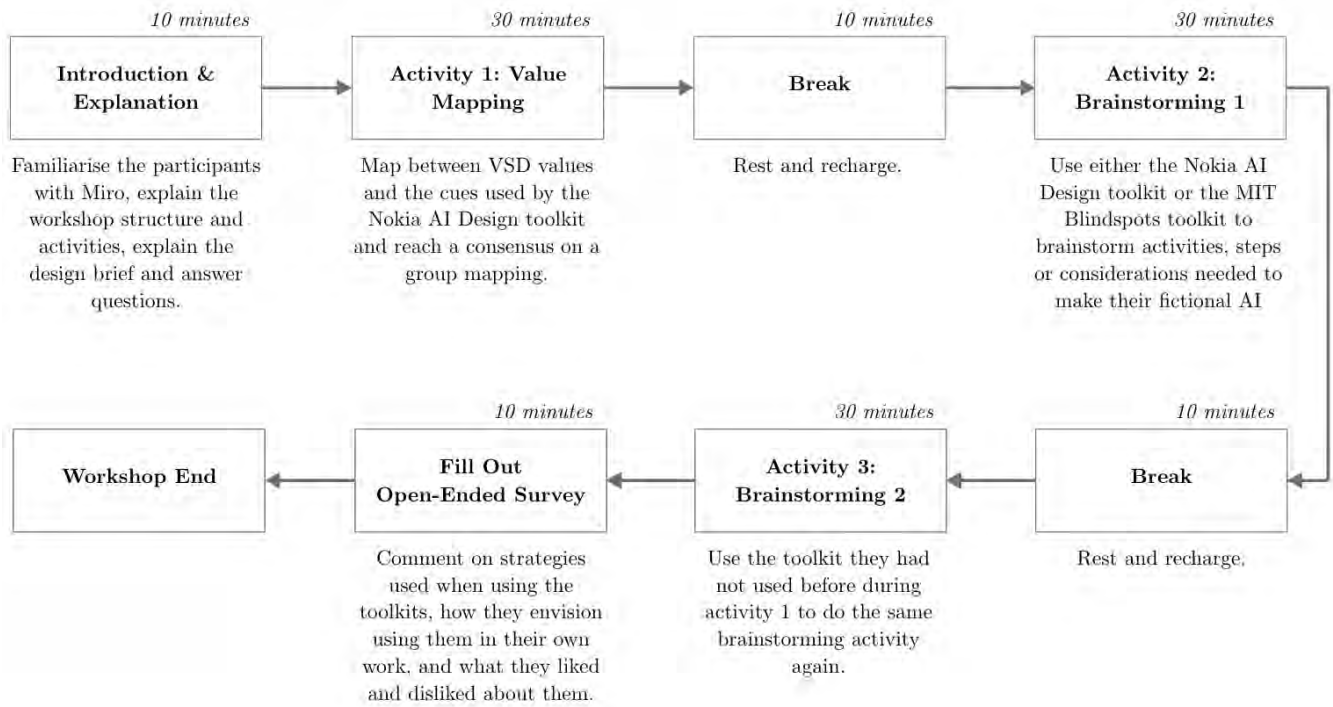 10 minutes
Introduction &
Explanation
Familiarise the participants
with Miro, explain the
workshop structure and
activities, explain the
design brief and answer
questions.
30 minutes
Activity 1: Value
Mapping
Map between VSD values
and the cues used by the
Nokia AI Design toolkit
and reach a consensus on a
group mapping.
10 minutes
Break
Rest and recharge.
30 minutes
Activity 2:
Brainstorming 1
Use either the Nokia AI
Design toolkit or the MIT
Blindspots toolkit to
brainstorm activities, steps
or considerations needed to
make their fictional AI
10 minutes
Break
Rest and recharge.
30 minutes
Activity 3:
Brainstorming 2
Use the toolkit they had
not used before during
activity 1 to do the same
brainstorming activity
again.
10 minutes
Fill Out
Open-Ended Survey
Comment on strategies
used when using the
toolkits, how they envision
using them in their own
work, and what they liked
and disliked about them.
Workshop End